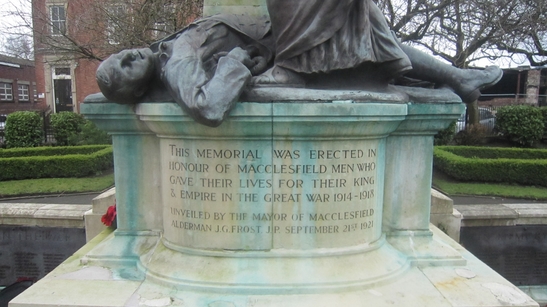 THIS MEMORIAL WAS ERECTED IN
HONOUR OF MACCLESFIELD MEN WHO
GAVE THEIR LIVES FOR THEIR KING
& EMPIRE IN THE GREAT WAR 1914-1918
UNVEILED BY THE MAYOR OF MACCLESFIELD
ALDERMAN J.G. FROST. J.P. SEPTEMBER 21ST 1921